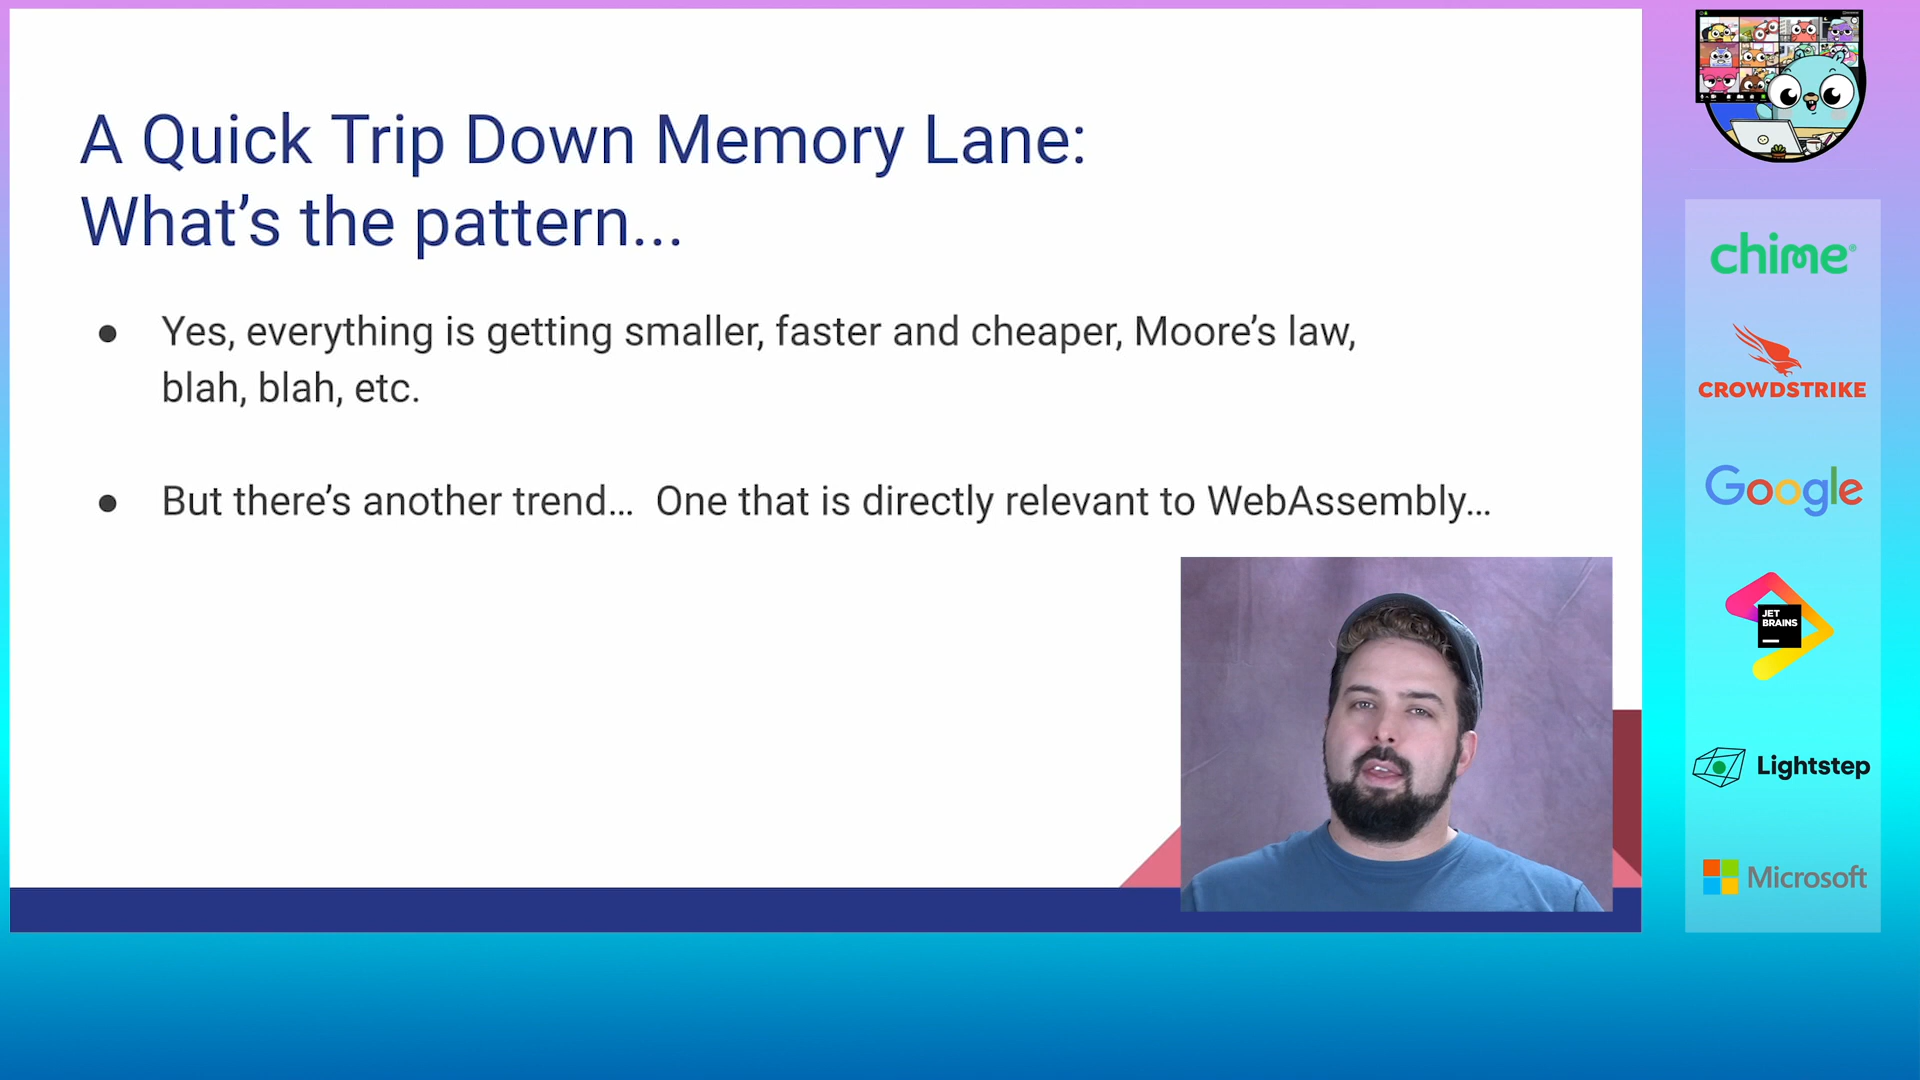 A Quick Trip Down Memory Lane:
What’s the pattern...
● Yes, everything is getting smaller, faster and cheaper, Moore’s law,
blah, blah, etc.
● But there’s another trend… One that is directly relevant to WebAssembly…
chime®
CROWDSTRIKE
Google
JET
BRAINS
Lightstep
Microsoft